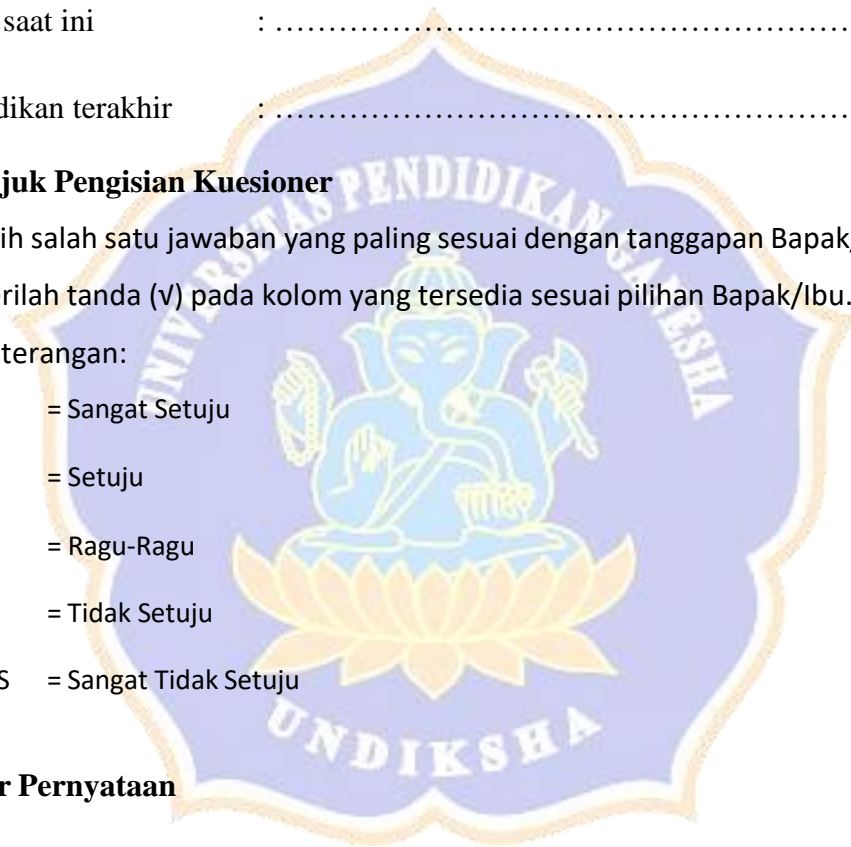 saat ini : ……………………………………………
dikan terakhir : ……………………………………………
juk Pengisian Kuesioner
ih salah satu jawaban yang paling sesuai dengan tanggapan Bapak/
rilah tanda (√) pada kolom yang tersedia sesuai pilihan Bapak/Ibu.
terangan:
= Sangat Setuju
= Setuju
= Ragu-Ragu
= Tidak Setuju
S = Sangat Tidak Setuju
r Pernyataan
UNIVERSITAS PENDIDIKAN GANESHA
UNDIKSHA